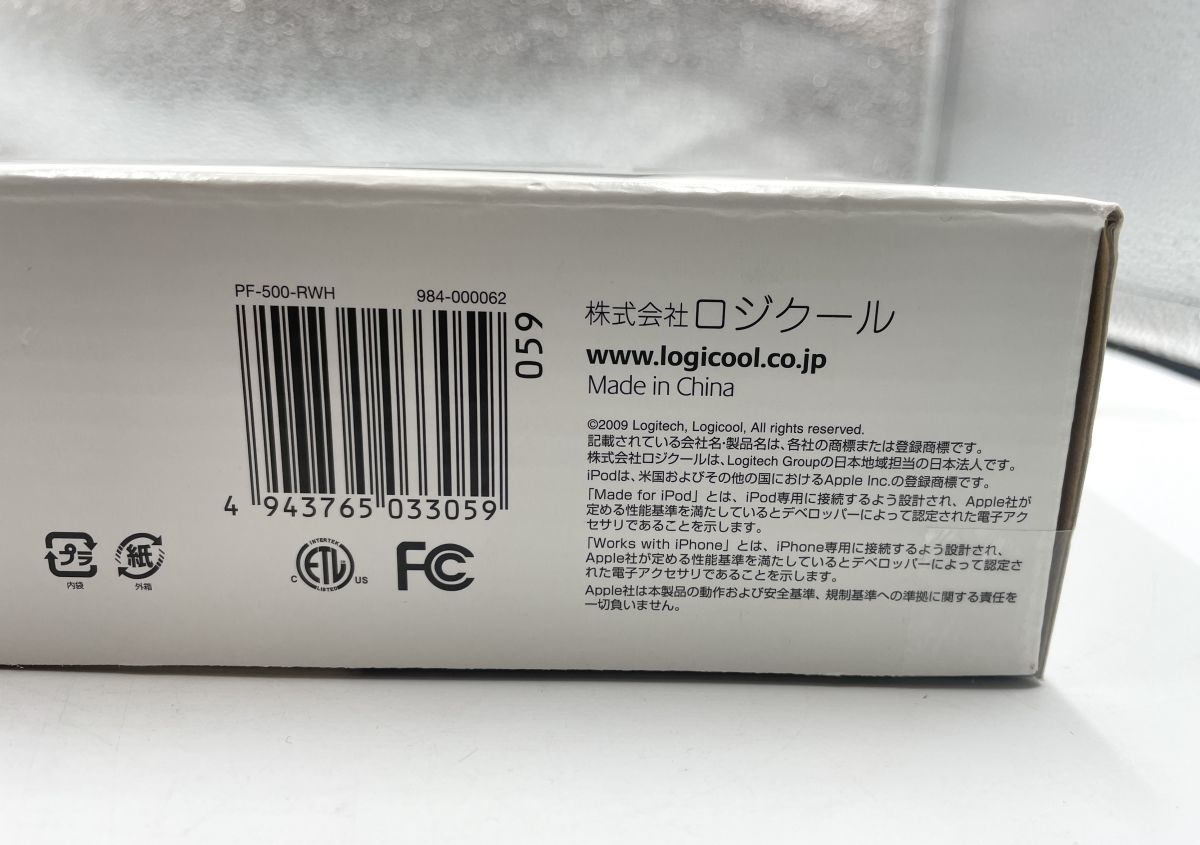 PF-500-RWH 984-000062
059
4 943765 033059
プラ
内袋
紙
外箱
INTERTEK
C ETL US
LISTED
FC
株式会社ロジクール
www.logicool.co.jp
Made in China
©2009 Logitech, Logicool, All rights reserved.
記載されている会社名・製品名は、各社の商標または登録商標です。
株式会社ロジクールは、Logitech Groupの日本地域担当の日本法人です。
iPodは、米国およびその他の国におけるApple Inc.の登録商標です。
「Made for iPod」とは、iPod専用に接続するよう設計され、Apple社が
定める性能基準を満たしているとデベロッパーによって認定された電子アク
セサリであることを示します。
「Works with iPhone」とは、iPhone専用に接続するよう設計され、
Apple社が定める性能基準を満たしているとデベロッパーによって認定さ
れた電子アクセサリであることを示します。
Apple社は本製品の動作および安全基準、規制基準への準拠に関する責任を
一切負いません。